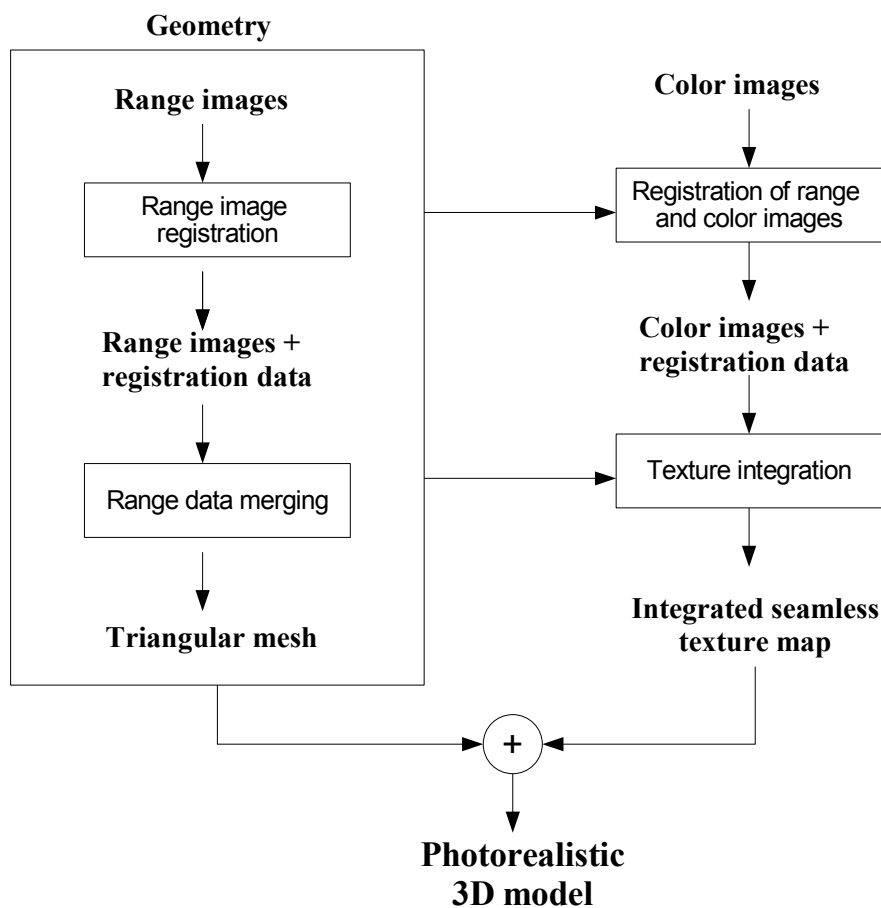 Geometry
Range images
Range image
registration
Range images +
registration data
Range data merging
Triangular mesh
Color images
Registration of range
and color images
Color images +
registration data
Texture integration
Integrated seamless
texture map
+
Photorealistic
3D model